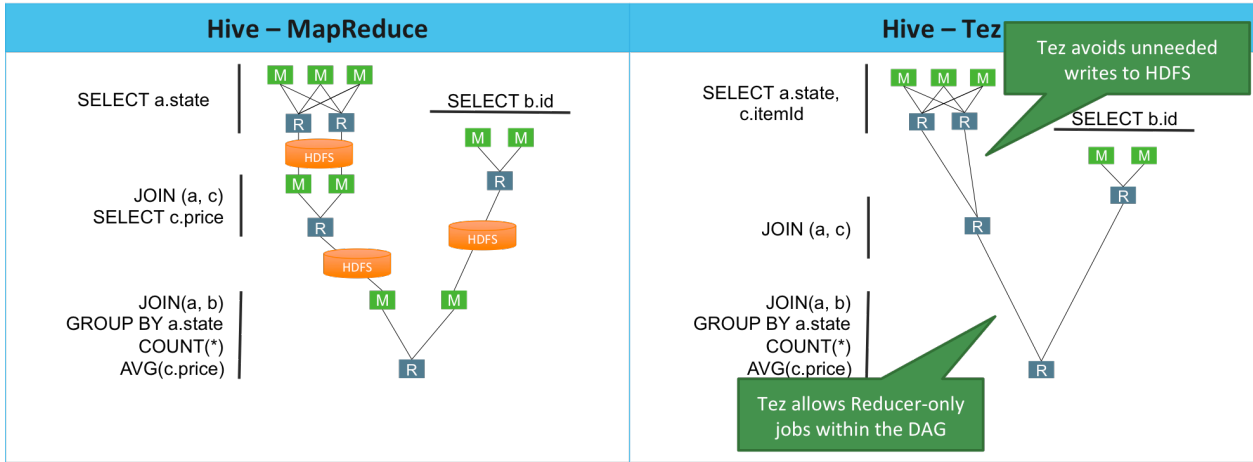 Hive – MapReduce
SELECT a.state
M M M
R R
HDFS
SELECT b.id
M M
R
JOIN (a, c)
SELECT c.price
M M
R
HDFS
HDFS
JOIN(a, b)
GROUP BY a.state
COUNT(*)
AVG(c.price)
M M
R
Hive – Tez
Tez avoids unneeded
writes to HDFS
SELECT a.state,
c.itemId
M M M
R R
SELECT b.id
M M
R
JOIN (a, c)
R
JOIN(a, b)
GROUP BY a.state
COUNT(*)
AVG(c.price)
R
Tez allows Reducer-only
jobs within the DAG